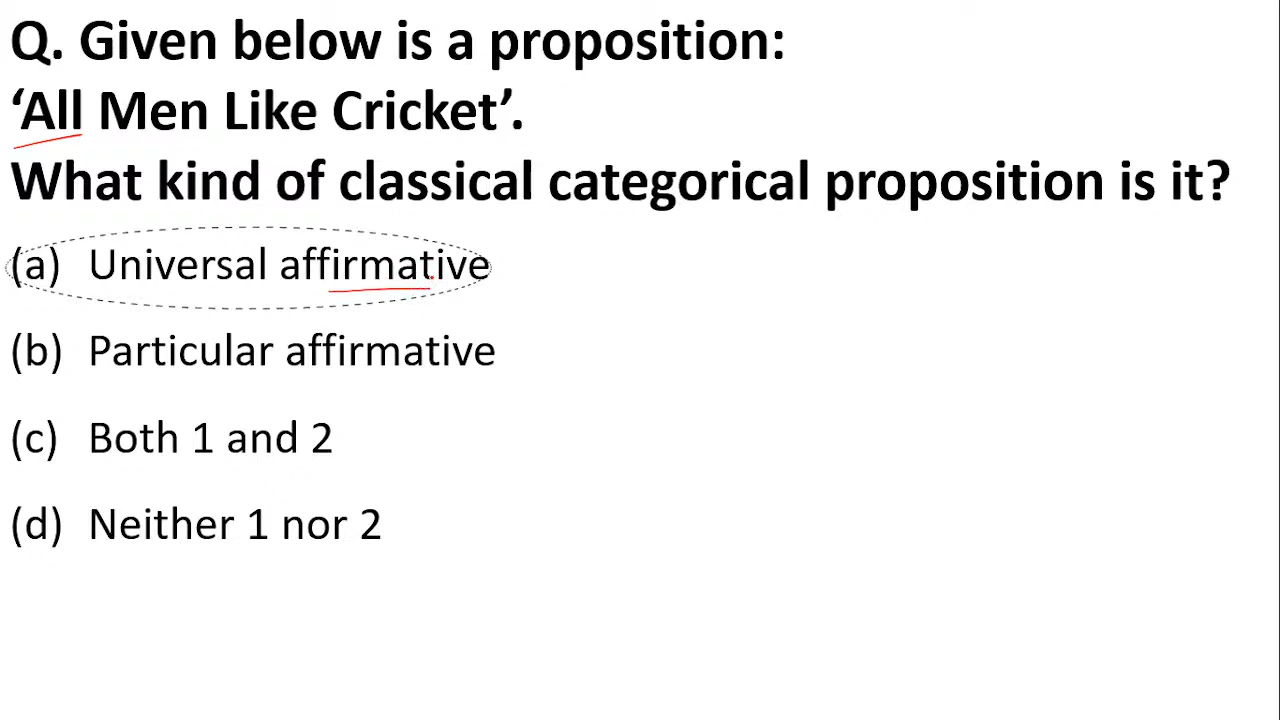 Q. Given below is a proposition:
‘All Men Like Cricket’.
What kind of classical categorical proposition is it?
(a) Universal affirmative
(b) Particular affirmative
(c) Both 1 and 2
(d) Neither 1 nor 2